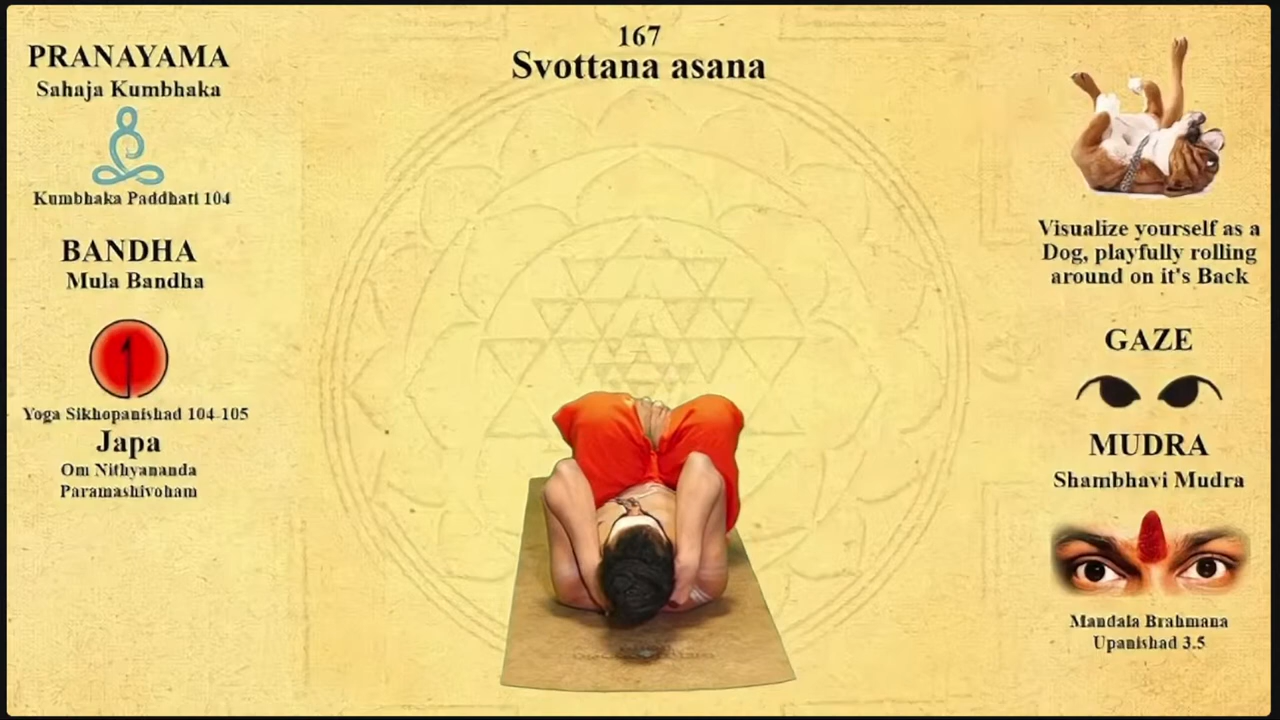 167
Svottana asana
PRANAYAMA
Sahaja Kumbhaka
Kumbhaka Paddhati 104
BANDHA
Mula Bandha
Yoga Sikhopanishad 104-105
Japa
Om Nithyananda
Paramashivoham
Visualize yourself as a
Dog, playfully rolling
around on it's Back
GAZE
MUDRA
Shambhavi Mudra
Mandala Brahmana
Upanishad 3.5